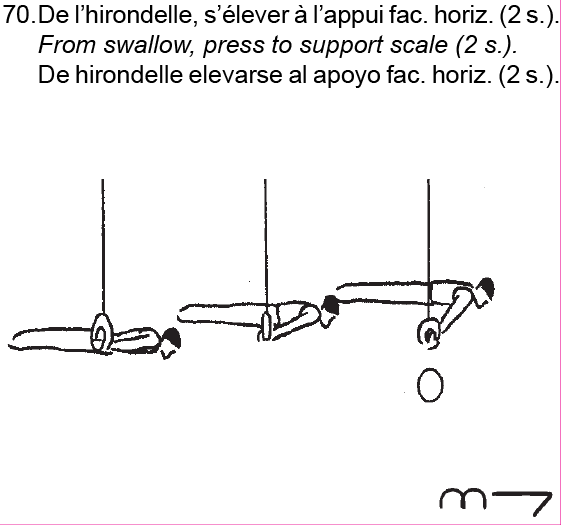 70. De l'hirondelle, s'élever à l'appui fac. horiz. (2 s.).
From swallow, press to support scale (2 s.).
De hirondelle elevarse al apoyo fac. horiz. (2 s.).